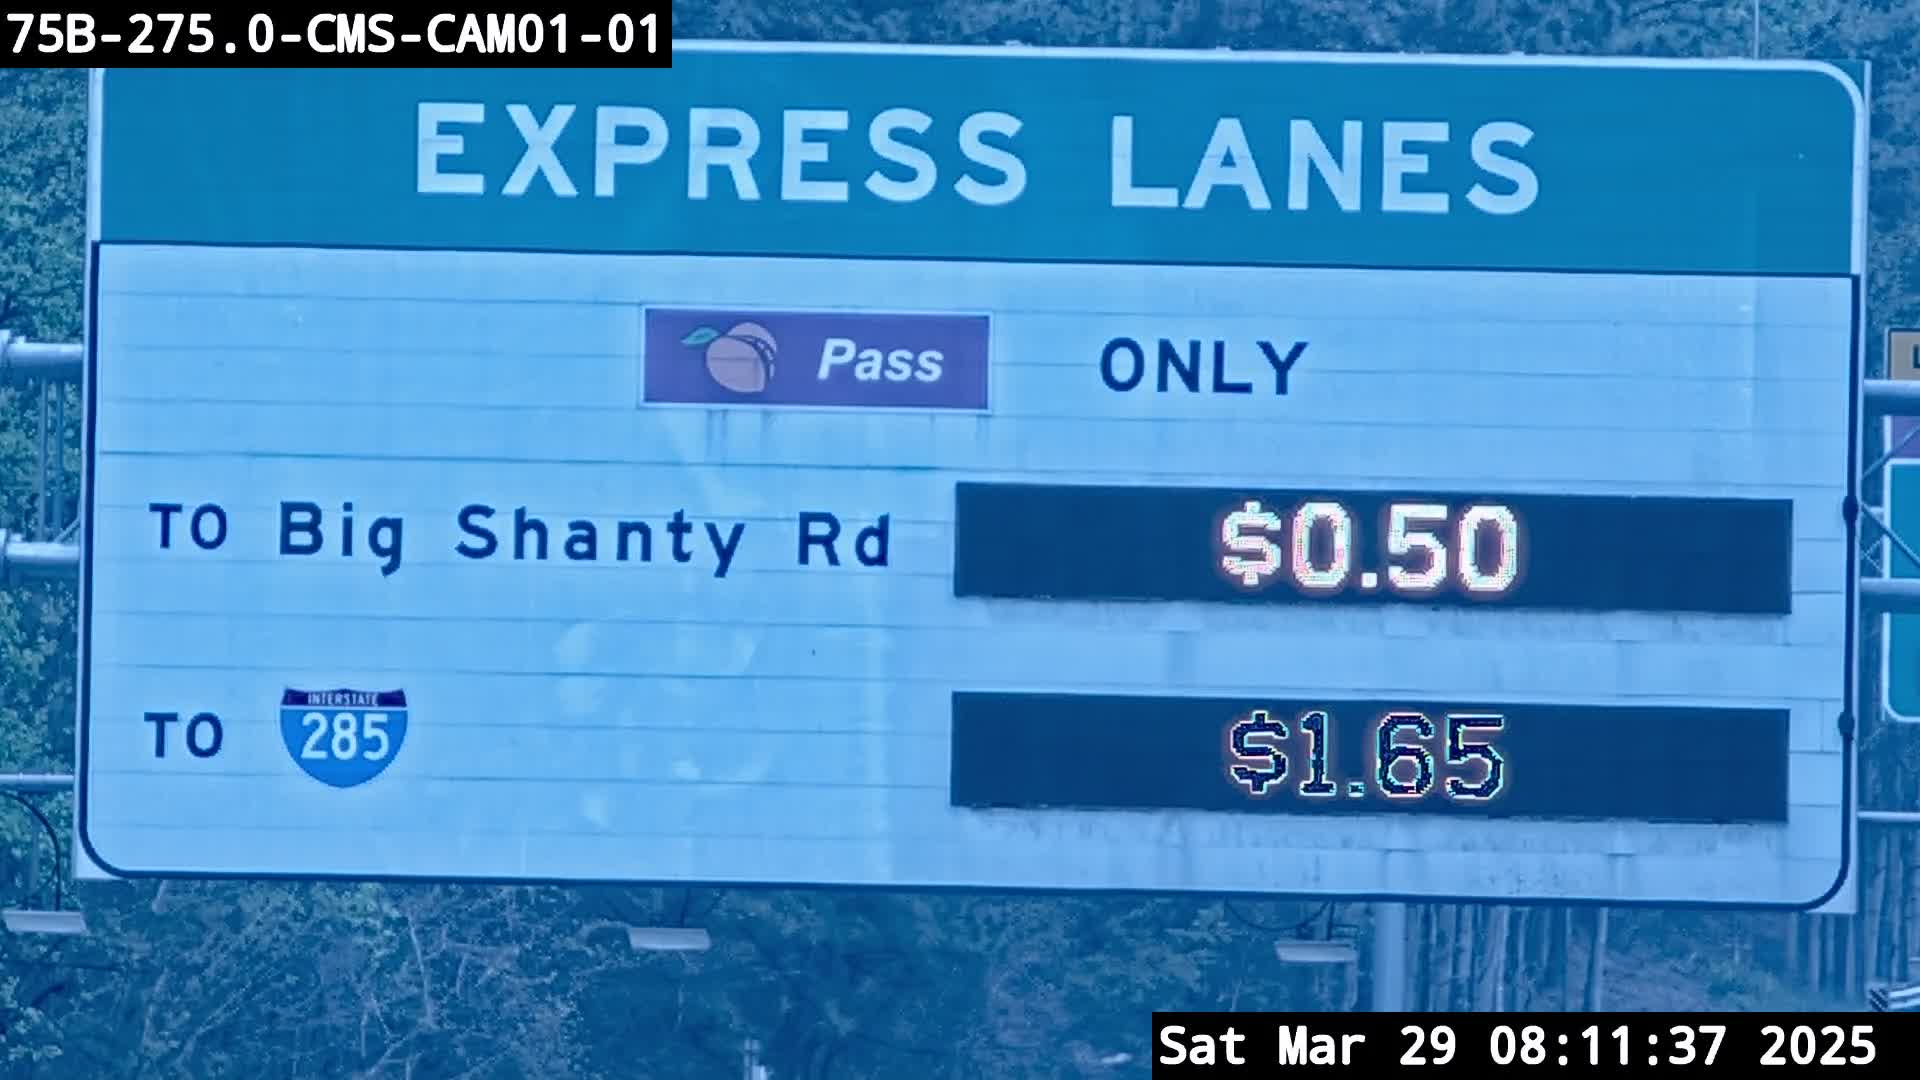 75B-275.0-CMS-CAM01-01
EXPRESS LANES
Pass ONLY
TO Big Shanty Rd $0.50
TO INTERSTATE 285 $1.65
Sat Mar 29 08:11:37 2025